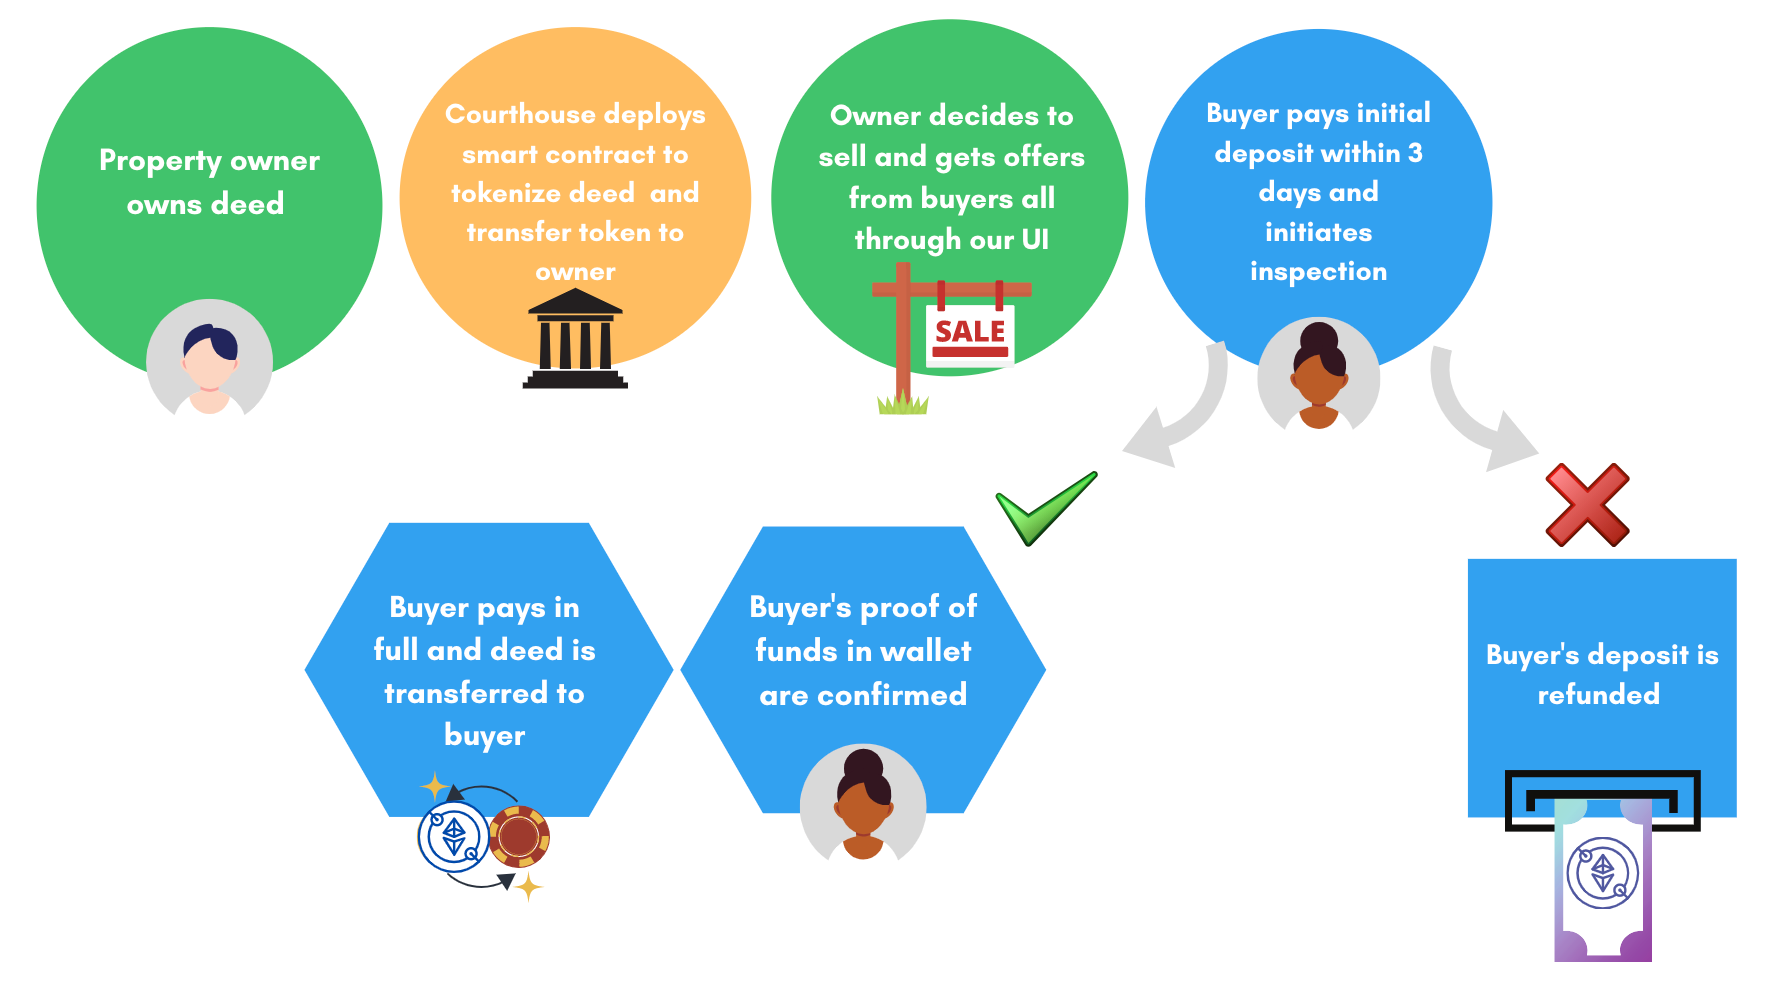 Property owner
owns deed
Courthouse deploys
smart contract to
tokenize deed and
transfer token to
owner
Owner decides to
sell and gets offers
from buyers all
through our UI
SALE
Buyer pays initial
deposit within 3
days and
initiates
inspection
Buyer pays in
full and deed is
transferred to
buyer
Buyer's proof of
funds in wallet
are confirmed
Buyer's deposit is
refunded